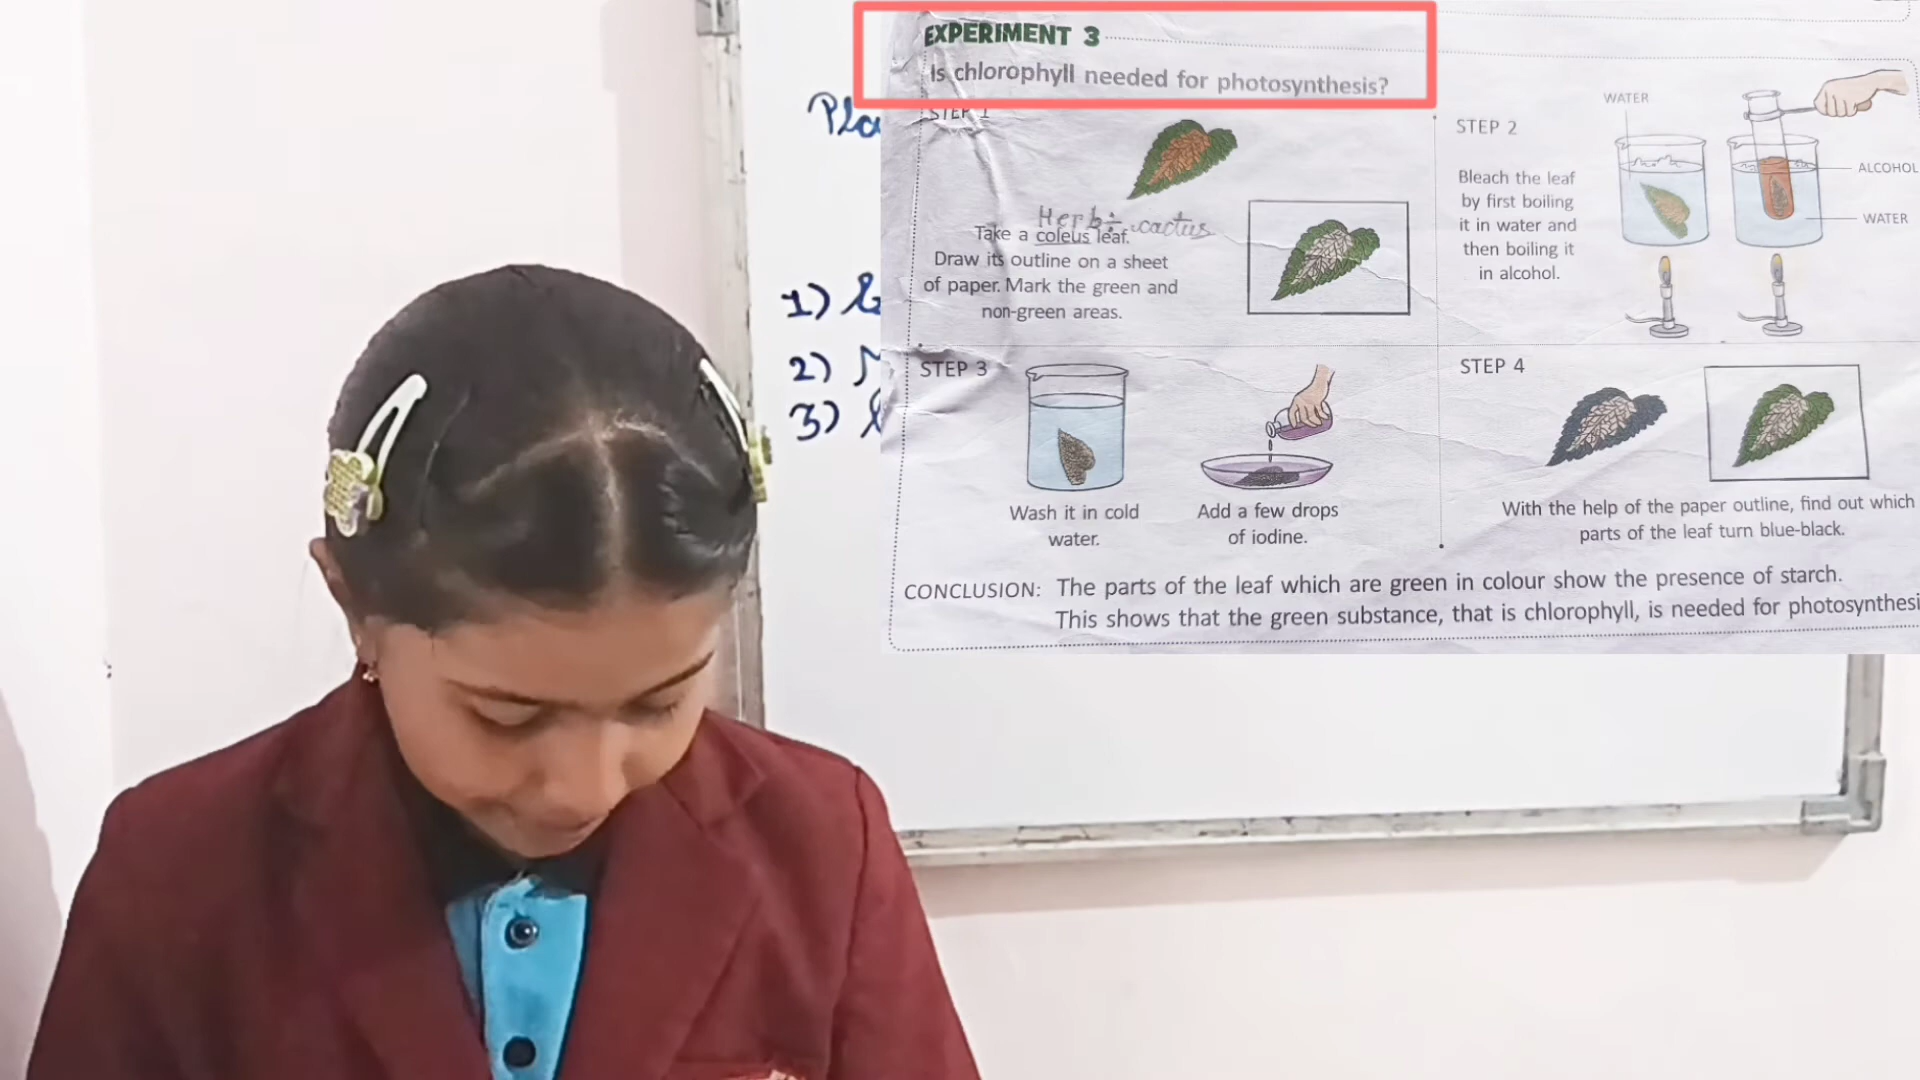 EXPERIMENT 3
Is chlorophyll needed for photosynthesis?
STEP 1
Herb÷ cactus
Take a coleus leaf.
Draw its outline on a sheet
of paper. Mark the green and
non-green areas.
STEP 2
Bleach the leaf
by first boiling
it in water and
then boiling it
in alcohol.
WATER
ALCOHOL
WATER
STEP 3
Wash it in cold
water.
Add a few drops
of iodine.
STEP 4
With the help of the paper outline, find out which
parts of the leaf turn blue-black.
CONCLUSION: The parts of the leaf which are green in colour show the presence of starch.
This shows that the green substance, that is chlorophyll, is needed for photosynthesi
Pla
1)
2)
3)